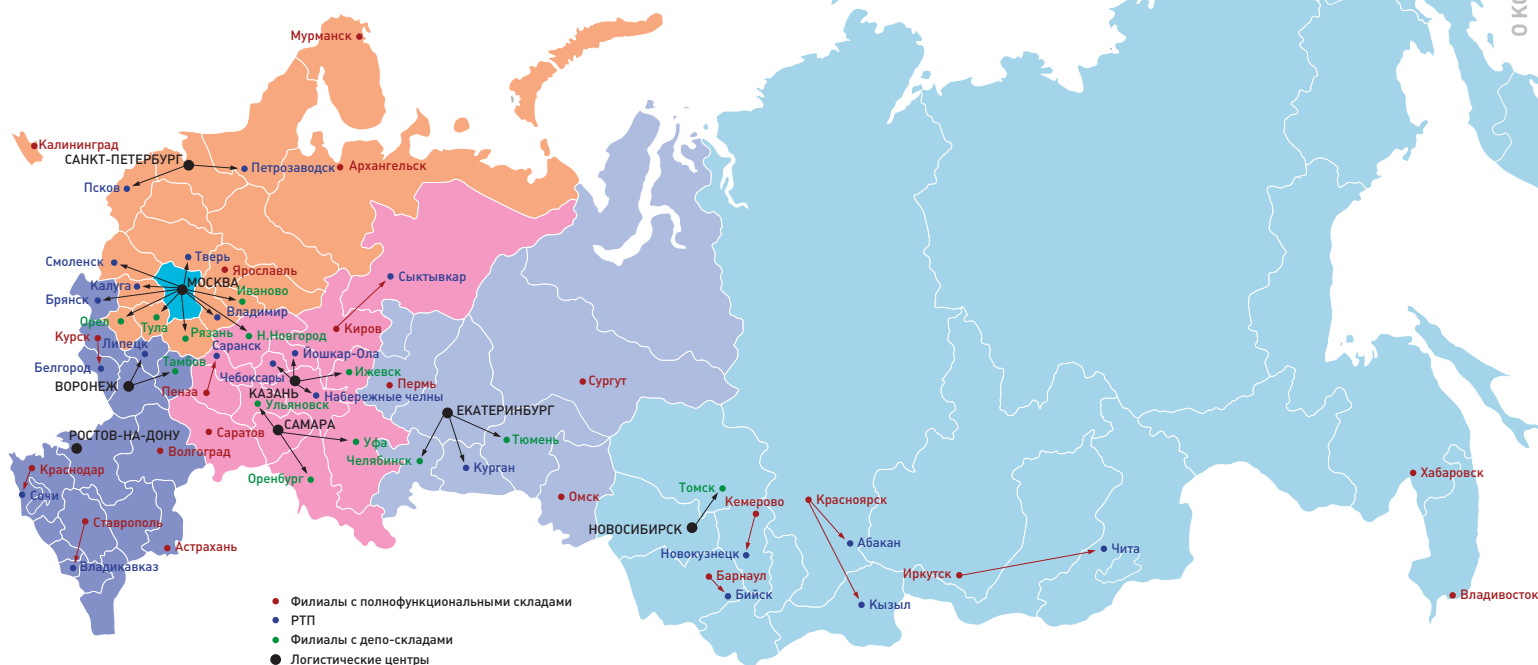 О КО
Мурманск
Калининград
САНКТ-ПЕТЕРБУРГ
Петрозаводск
Архангельск
Псков
Смоленск
Тверь
Ярославль
МОСКВА
Калуга
Иваново
Брянск
Владимир
Орел
Тула
Рязань
Н.Новгород
Сыктывкар
Киров
Курск
Липецк
Саранск
Йошкар-Ола
Белгород
Тамбов
Чебоксары
Ижевск
ВОРОНЕЖ
Пенза
КАЗАНЬ
Набережные челны
Пермь
Сургут
Ульяновск
САМАРА
ЕКАТЕРИНБУРГ
РОСТОВ-НА-ДОНУ
Саратов
Уфа
Тюмень
Волгоград
Челябинск
Курган
Краснодар
Оренбург
Сочи
Омск
Томск
Кемерово
Красноярск
Хабаровск
Ставрополь
НОВОСИБИРСК
Астрахань
Новокузнецк
Абакан
Чита
Владикавказ
Барнаул
Иркутск
Бийск
Кызыл
Владивосток
Филиалы с полнофункциональными складами
РТП
Филиалы с депо-складами
Логистические центры